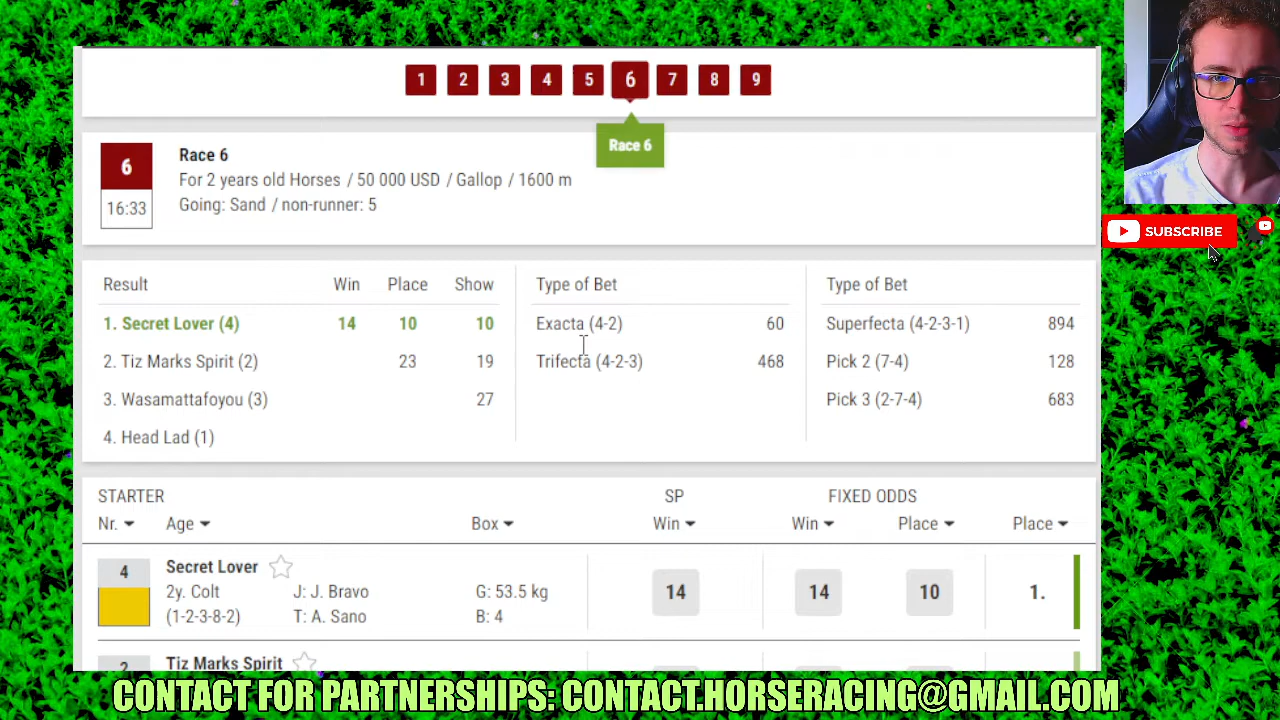 1 2 3 4 5 6 7 8 9
Race 6
6
16:33
Race 6
For 2 years old Horses / 50 000 USD / Gallop / 1600 m
Going: Sand / non-runner: 5
SUBSCRIBE
Result Win Place Show
1. Secret Lover (4) 14 10 10
2. Tiz Marks Spirit (2) 23 19
3. Wasamattafoyou (3) 27
4. Head Lad (1)
Type of Bet
Exacta (4-2) 60
Trifecta (4-2-3) 468
Type of Bet
Superfecta (4-2-3-1) 894
Pick 2 (7-4) 128
Pick 3 (2-7-4) 683
STARTER SP FIXED ODDS
Nr. Age Box Win Win Place Place
4 Secret Lover
2y. Colt J: J. Bravo G: 53.5 kg 14 14 10 1.
(1-2-3-8-2) T: A. Sano B: 4
2 Tiz Marks Spirit
CONTACT FOR PARTNERSHIPS: CONTACT.HORSERACING@GMAIL.COM